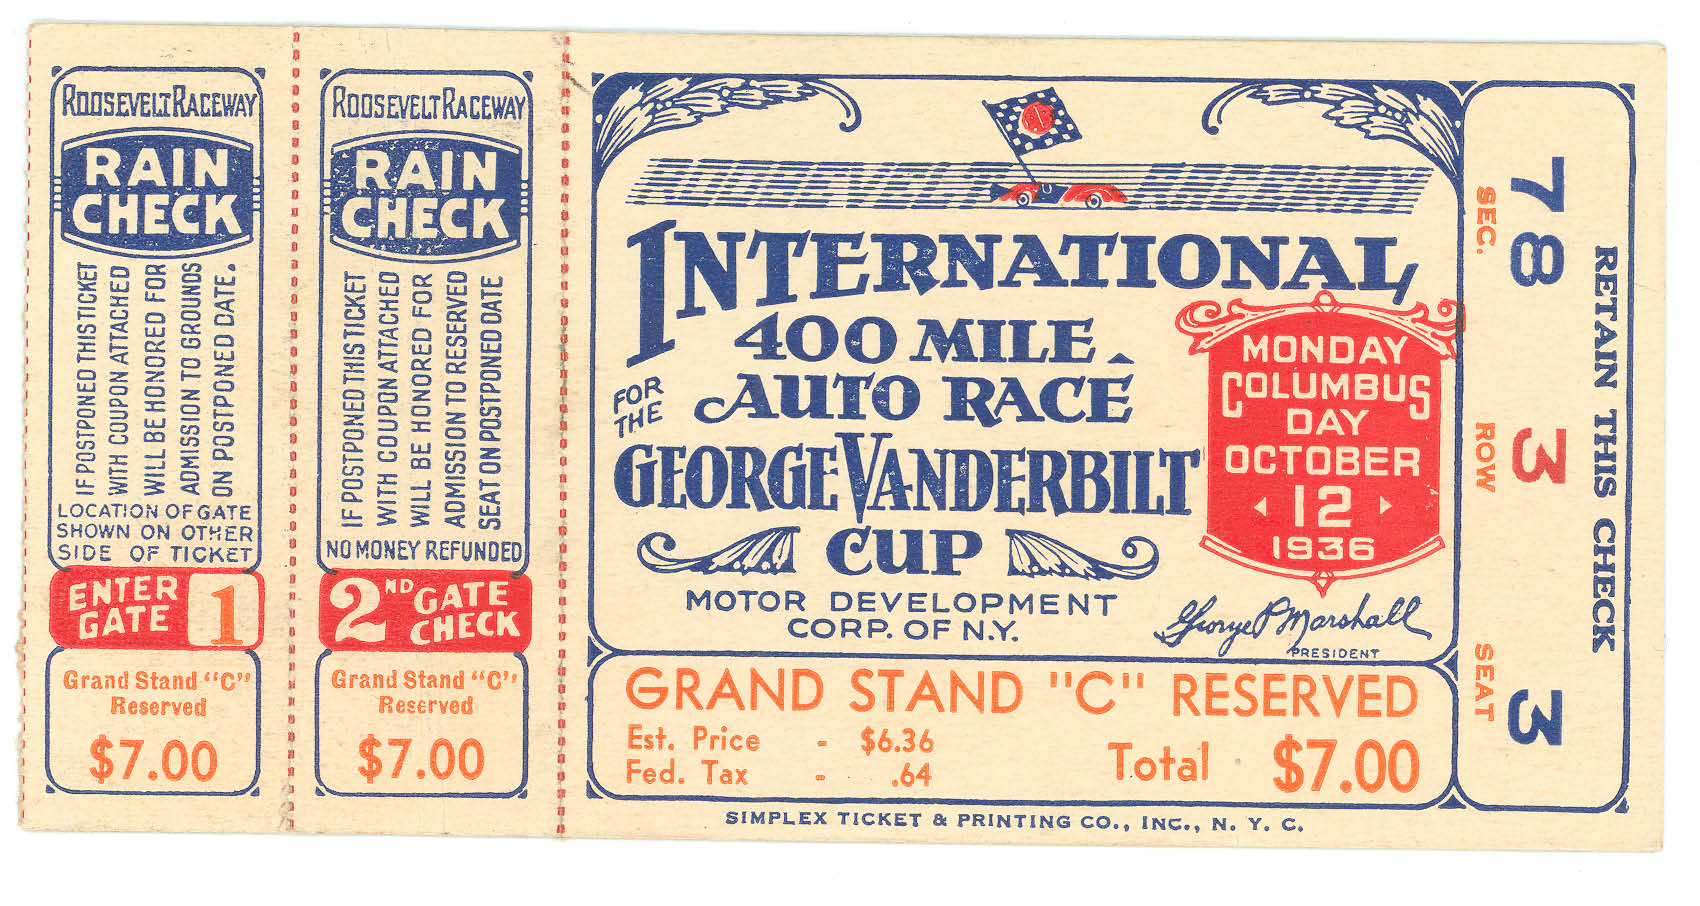 ROOSEVELT RACEWAY
RAIN
CHECK
IF POSTPONED THIS TICKET
WITH COUPON ATTACHED
WILL BE HONORED FOR
ADMISSION TO GROUNDS
ON POSTPONED DATE.
LOCATION OF GATE
SHOWN ON OTHER
SIDE OF TICKET
ENTER
GATE
1
Grand Stand "C"
Reserved
$7.00
ROOSEVELT RACEWAY
RAIN
CHECK
IF POSTPONED THIS TICKET
WITH COUPON ATTACHED
WILL BE HONORED FOR
ADMISSION TO RESERVED
SEAT ON POSTPONED DATE
NO MONEY REFUNDED
2ND GATE
CHECK
Grand Stand "C"
Reserved
$7.00
INTERNATIONAL
400 MILE
AUTO RACE
FOR
THE
GEORGE VANDERBILT
CUP
MOTOR DEVELOPMENT
CORP. OF N.Y.
MONDAY
COLUMBUS
DAY
OCTOBER
12
1936
George P Marshall
PRESIDENT
GRAND STAND "C" RESERVED
Est. Price - $6.36
Fed. Tax - .64
Total $7.00
SIMPLEX TICKET & PRINTING CO., INC., N. Y. C.
78 3 3
SEC. ROW SEAT
RETAIN THIS CHECK